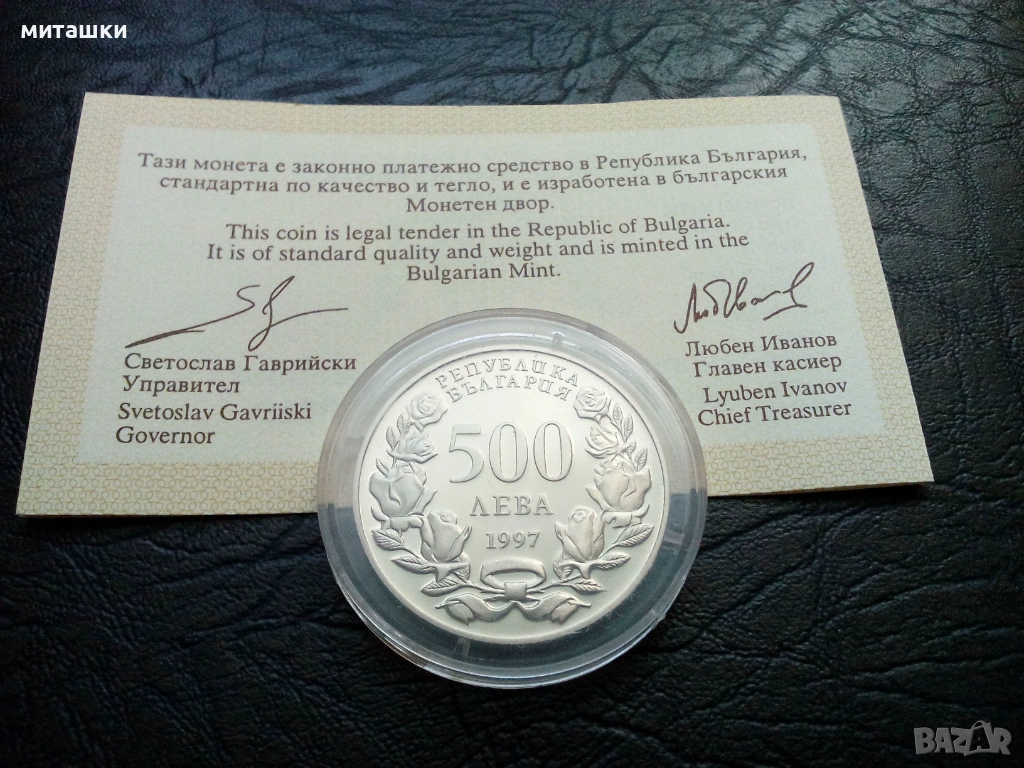 миташки
Тази монета е законно платежно средство в Република България,
стандартна по качество и тегло, и е изработена в българския
Монетен двор.
This coin is legal tender in the Republic of Bulgaria.
It is of standard quality and weight and is minted in the
Bulgarian Mint.
Светослав Гаврийски
Управител
Svetoslav Gavriiski
Governor
Любен Иванов
Главен касиер
Lyuben Ivanov
Chief Treasurer
РЕПУБЛИКА
БЪЛГАРИЯ
500
ЛЕВА
1997
BAZAR